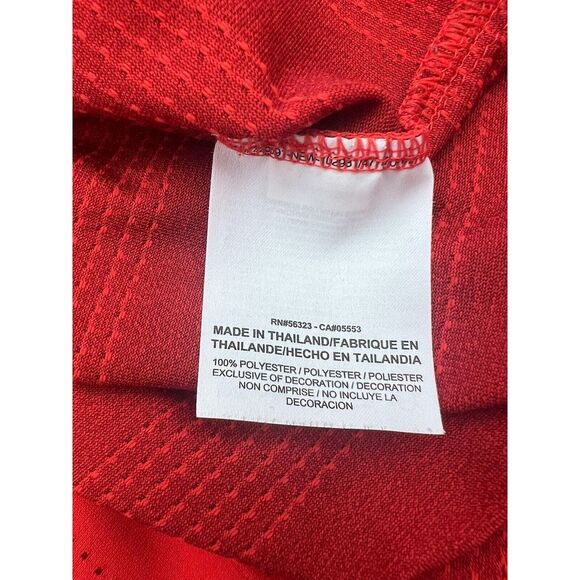 RN#56323 - CA#05553
MADE IN THAILAND/FABRIQUE EN
THAILANDE/HECHO EN TAILANDIA
100% POLYESTER / POLYESTER / POLIESTER
EXCLUSIVE OF DECORATION / DECORATION
NON COMPRISE / NO INCLUYE LA
DECORACION